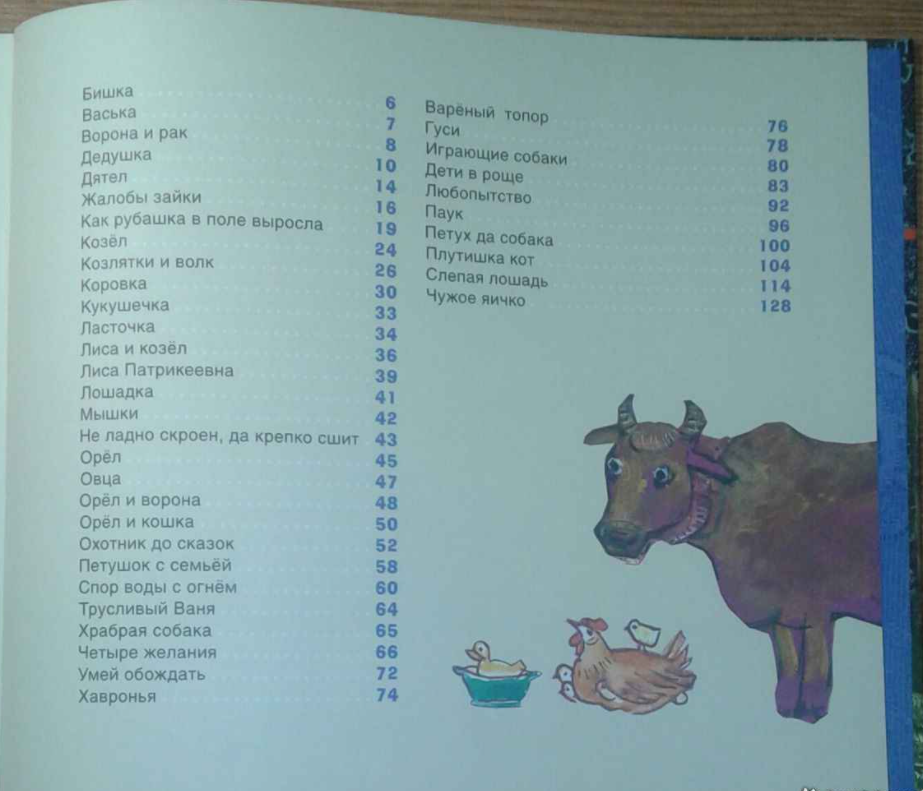 Бишка 6
Васька 7
Ворона и рак 8
Дедушка 10
Дятел 14
Жалобы зайки 16
Как рубашка в поле выросла 19
Козёл 24
Козлятки и волк 26
Коровка 30
Кукушечка 33
Ласточка 34
Лиса и козёл 36
Лиса Патрикеевна 39
Лошадка 41
Мышки 42
Не ладно скроен, да крепко сшит 43
Орёл 45
Овца 47
Орёл и ворона 48
Орёл и кошка 50
Охотник до сказок 52
Петушок с семьёй 58
Спор воды с огнём 60
Трусливый Ваня 64
Храбрая собака 65
Четыре желания 66
Умей обождать 72
Хавронья 74
Варёный топор 76
Гуси 78
Играющие собаки 80
Дети в роще 83
Любопытство 92
Паук 96
Петух да собака 100
Плутишка кот 104
Слепая лошадь 114
Чужое яичко 128